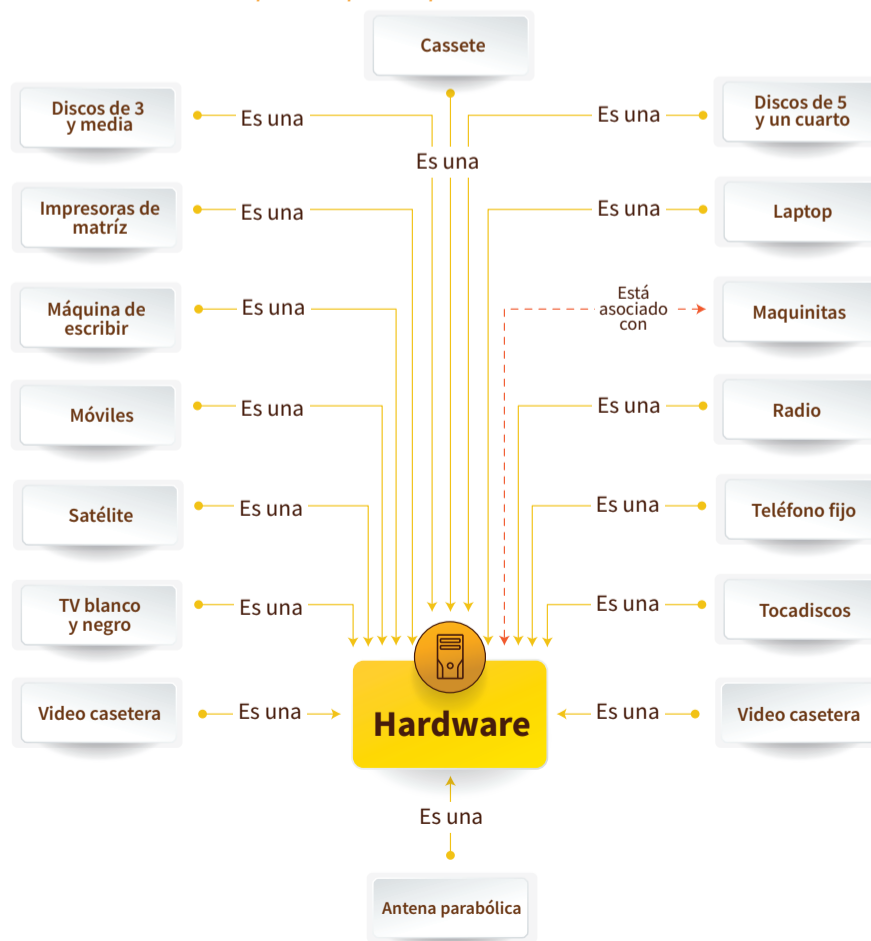 Cassete
Discos de 3
y media
Es una
Es una
Es una
Discos de 5
y un cuarto
Impresoras de
matríz
Es una
Es una
Laptop
Máquina de
escribir
Es una
Está
asociado
con
Maquinitas
Móviles
Es una
Es una
Radio
Satélite
Es una
Es una
Teléfono fijo
TV blanco
y negro
Es una
Es una
Tocadiscos
Video casetera
Es una
Hardware
Es una
Video casetera
Es una
Antena parabólica